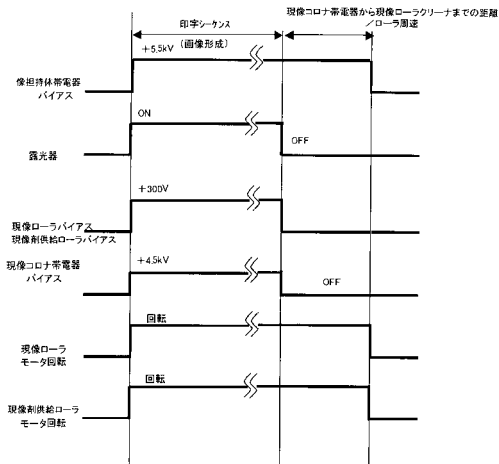 印字シーケンス
(画像形成)
現像コロナ帯電器から現像ローラクリーナまでの距離
／ローラ周速
+5.5kV
像担持体帯電器
バイアス
ON
OFF
露光器
+300V
現像ローラバイアス
現像剤供給ローラバイアス
現像コロナ帯電器
バイアス
+4.5kV
OFF
回転
現像ローラ
モータ回転
回転
現像剤供給ローラ
モータ回転